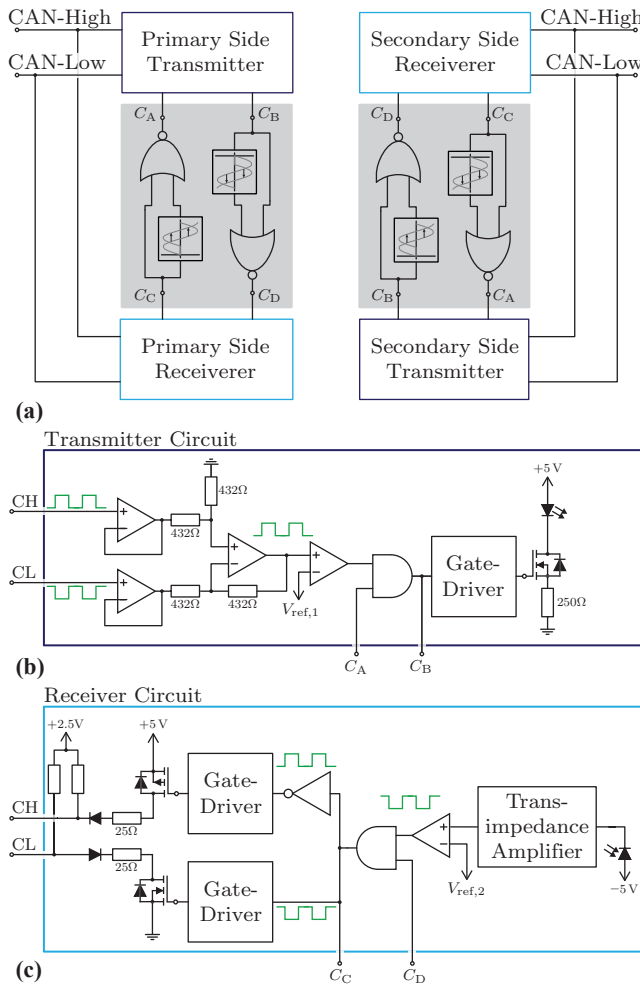 CAN-High
CAN-Low
Primary Side
Transmitter
Secondary Side
Receiverer
CAN-High
CAN-Low
C_A
C_B
C_D
C_C
C_C
C_D
C_B
C_A
Primary Side
Receiverer
Secondary Side
Transmitter
(a)
Transmitter Circuit
CH
CL
432Ω
432Ω
432Ω
432Ω
V_ref,1
Gate-
Driver
+5 V
250Ω
C_A
C_B
(b)
Receiver Circuit
+2.5V
+5 V
CH
CL
25Ω
25Ω
Gate-
Driver
Gate-
Driver
V_ref,2
Trans-
impedance
Amplifier
−5 V
C_C
C_D
(c)